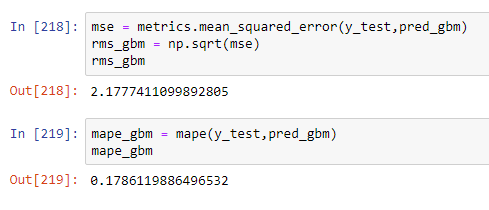 In [218]: mse = metrics.mean_squared_error(y_test,pred_gbm)
rms_gbm = np.sqrt(mse)
rms_gbm
Out[218]: 2.1777411099892805
In [219]: mape_gbm = mape(y_test,pred_gbm)
mape_gbm
Out[219]: 0.1786119886496532